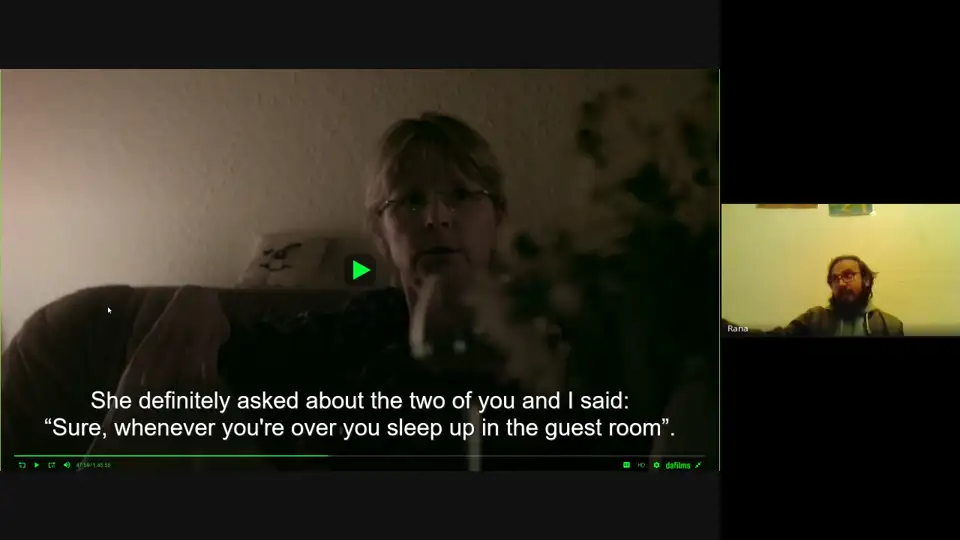 She definitely asked about the two of you and I said:
“Sure, whenever you're over you sleep up in the guest room”.
HD dafilms
Rana